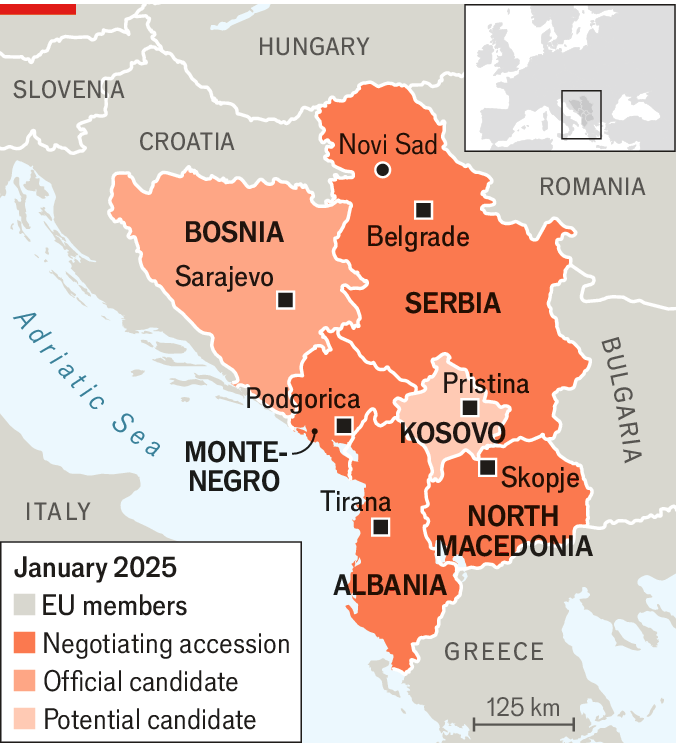 HUNGARY
SLOVENIA
CROATIA
Novi Sad
ROMANIA
BOSNIA
Belgrade
Sarajevo
SERBIA
Adriatic Sea
BULGARIA
Pristina
Podgorica
KOSOVO
MONTE-
NEGRO
Skopje
Tirana
ITALY
NORTH
MACEDONIA
ALBANIA
GREECE
125 km
January 2025
EU members
Negotiating accession
Official candidate
Potential candidate